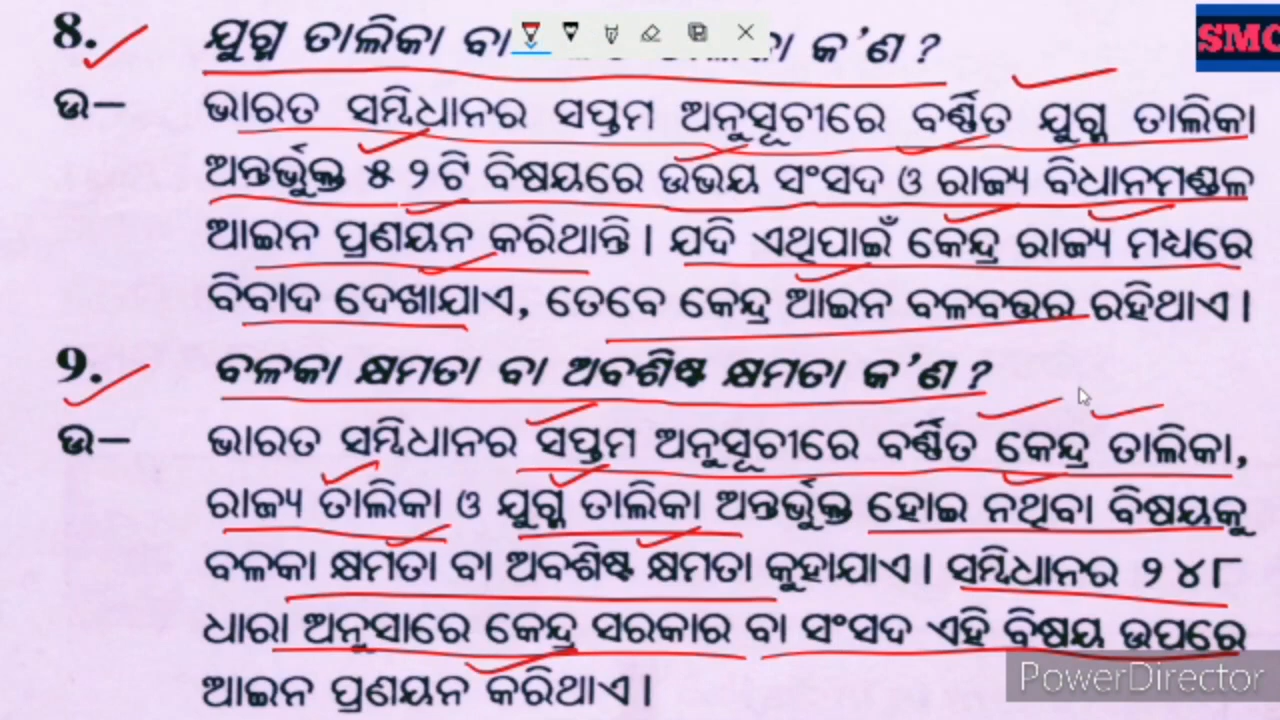 8. ଯୁଗ୍ମ ତାଲିକା ବା କ'ଣ ?
SMC
ଉ– ଭାରତ ସମ୍ବିଧାନର ସପ୍ତମ ଅନୁସୂଚୀରେ ବର୍ଣ୍ଣିତ ଯୁଗ୍ମ ତାଲିକା
ଅନ୍ତର୍ଭୁକ୍ତ ୫୨ଟି ବିଷୟରେ ଉଭୟ ସଂସଦ ଓ ରାଜ୍ୟ ବିଧାନମଣ୍ଡଳ
ଆଇନ ପ୍ରଣୟନ କରିଥାନ୍ତି। ଯଦି ଏଥିପାଇଁ କେନ୍ଦ୍ର ରାଜ୍ୟ ମଧ୍ୟରେ
ବିବାଦ ଦେଖାଯାଏ, ତେବେ କେନ୍ଦ୍ର ଆଇନ ବଳବତ୍ତର ରହିଥାଏ।
9. ବଳକା କ୍ଷମତା ବା ଅବଶିଷ୍ଟ କ୍ଷମତା କ'ଣ ?
ଉ– ଭାରତ ସମ୍ବିଧାନର ସପ୍ତମ ଅନୁସୂଚୀରେ ବର୍ଣ୍ଣିତ କେନ୍ଦ୍ର ତାଲିକା,
ରାଜ୍ୟ ତାଲିକା ଓ ଯୁଗ୍ମ ତାଲିକା ଅନ୍ତର୍ଭୁକ୍ତ ହୋଇ ନଥିବା ବିଷୟକୁ
ବଳକା କ୍ଷମତା ବା ଅବଶିଷ୍ଟ କ୍ଷମତା କୁହାଯାଏ। ସମ୍ବିଧାନର ୨୪୮
ଧାରା ଅନୁସାରେ କେନ୍ଦ୍ର ସରକାର ବା ସଂସଦ ଏହି ବିଷୟ ଉପରେ
ଆଇନ ପ୍ରଣୟନ କରିଥାଏ।
PowerDirector